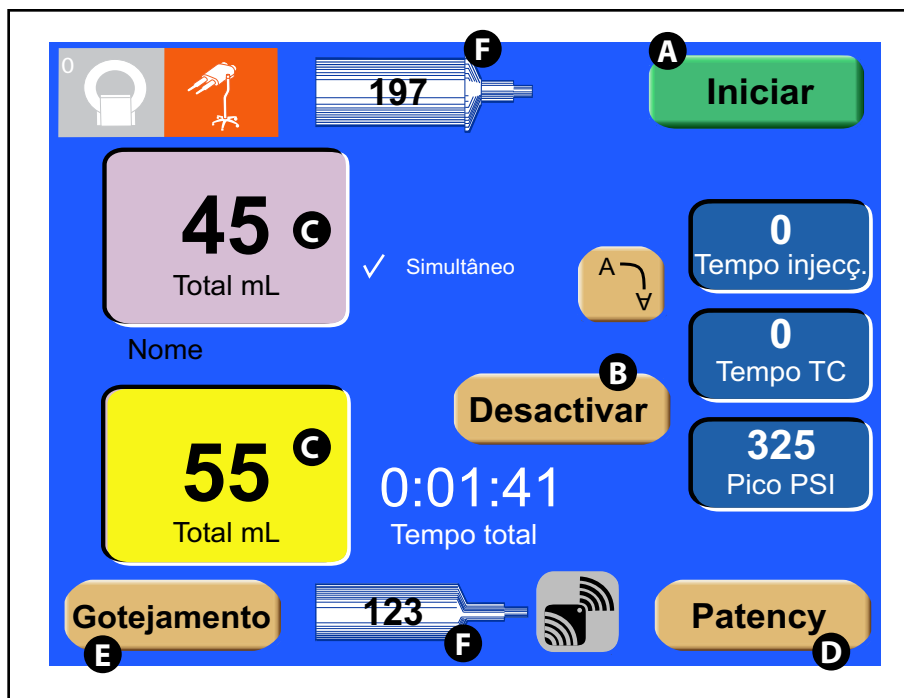 0
197
F
A
Iniciar
45 C
Total mL
✓ Simultâneo
A
A
0
Tempo injecç.
Nome
0
Tempo TC
B
Desactivar
55 C
Total mL
325
Pico PSI
0:01:41
Tempo total
Gotejamento
E
123
F
Patency
D